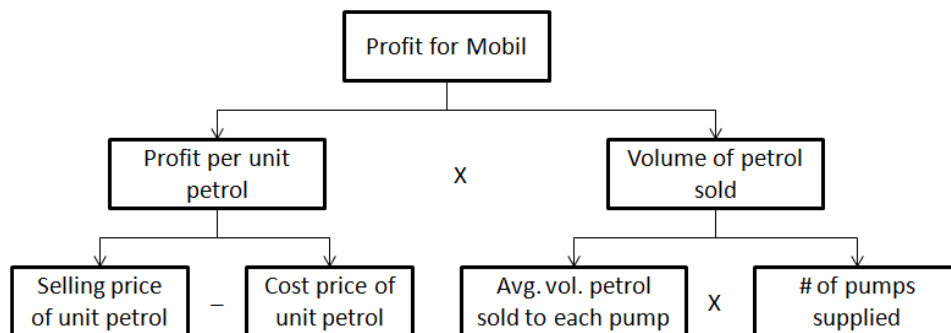 Profit for Mobil
Profit per unit
petrol
X
Volume of petrol
sold
Selling price
of unit petrol
–
Cost price of
unit petrol
Avg. vol. petrol
sold to each pump
X
# of pumps
supplied